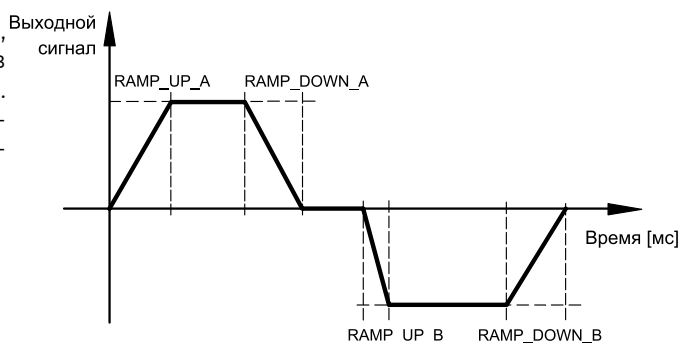 Выходной
сигнал
,
з
.
-
-
RAMP_UP_A
RAMP_DOWN_A
Время [мс]
RAMP_UP_B
RAMP_DOWN_B